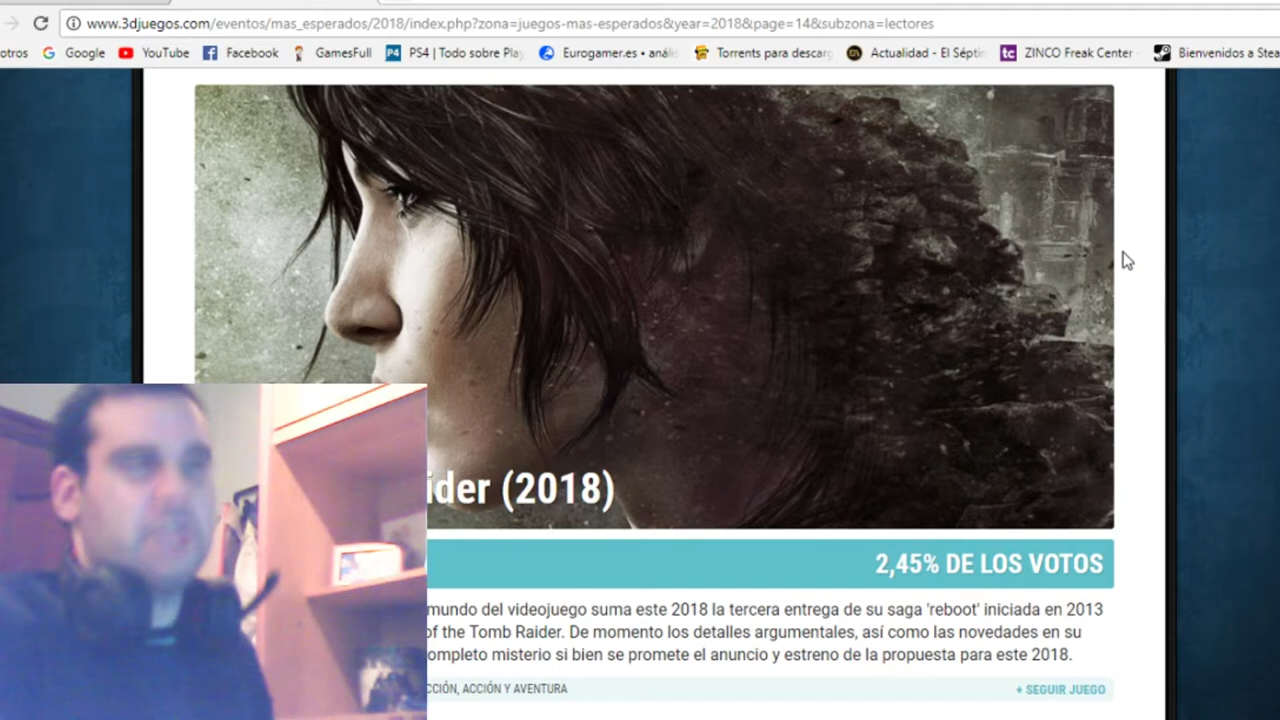 www.3djuegos.com/eventos/mas_esperados/2018/index.php?zona=juegos-mas-esperados&year=2018&page=14&subzona=lectores
otros Google YouTube Facebook GamesFull PS4 | Todo sobre Play Eurogamer.es • anális Torrents para descarg Actualidad - El Séptin ZINCO Freak Center Bienvenidos a Stea
ider (2018)
2,45% DE LOS VOTOS
mundo del videojuego suma este 2018 la tercera entrega de su saga 'reboot' iniciada en 2013
of the Tomb Raider. De momento los detalles argumentales, así como las novedades en su
ompleto misterio si bien se promete el anuncio y estreno de la propuesta para este 2018.
CCIÓN, ACCIÓN Y AVENTURA
+ SEGUIR JUEGO